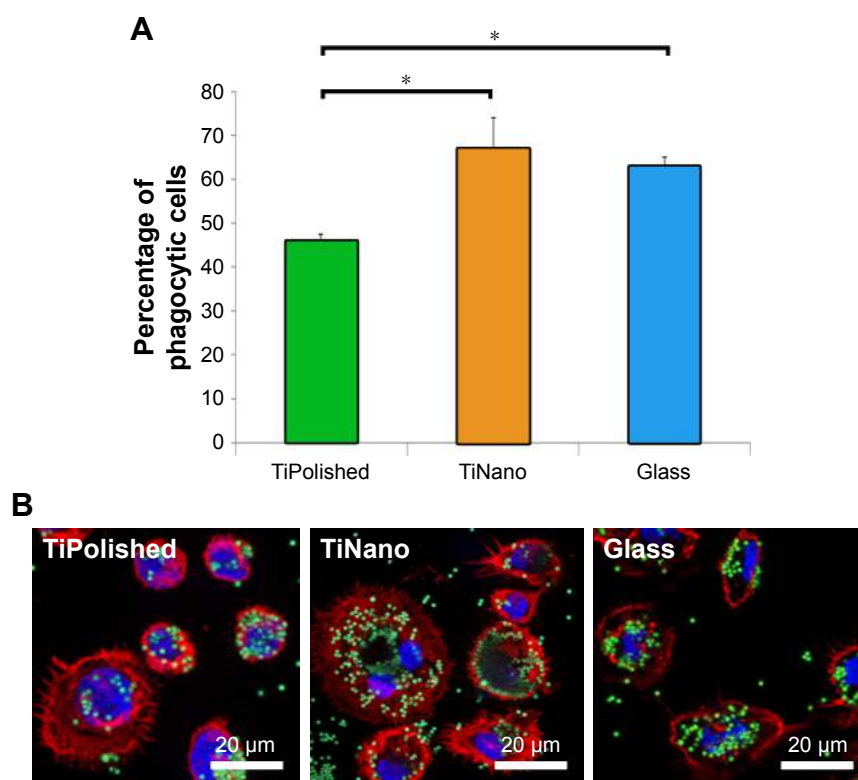 A
*
*
80
70
60
50
40
30
20
10
0
Percentage of
phagocytic cells
TiPolished
TiNano
Glass
B
TiPolished
TiNano
Glass
20 μm
20 μm
20 μm